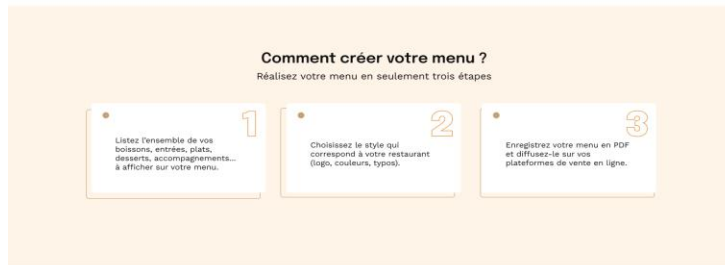 Comment créer votre menu ?
Réalisez votre menu en seulement trois étapes
1
Listez l'ensemble de vos
boissons, entrées, plats,
desserts, accompagnements...
à afficher sur votre menu.
2
Choisissez le style qui
correspond à votre restaurant
(logo, couleurs, typos).
3
Enregistrez votre menu en PDF
et diffusez-le sur vos
plateformes de vente en ligne.